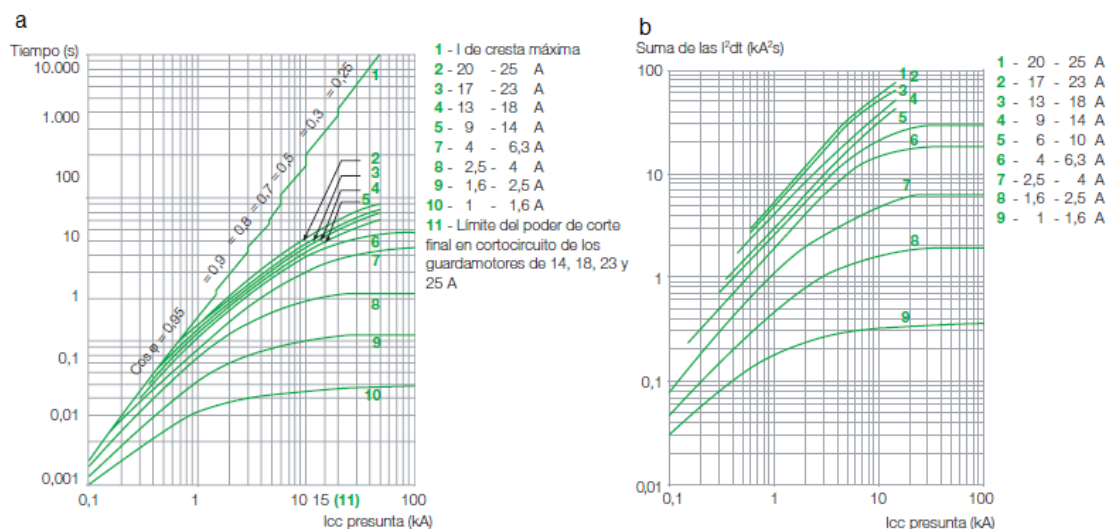 a
Tiempo (s)
10.000
1.000
100
10
1
0,1
0,01
0,001
0,1
1
10 15 (11)
100
Icc presunta (kA)
Cos φ = 0,95
= 0,9
= 0,8
= 0,7
= 0,5
= 0,3
= 0,25
1
2
3
4
5
6
7
8
9
10
1 - I de cresta máxima
2 - 20 - 25 A
3 - 17 - 23 A
4 - 13 - 18 A
5 - 9 - 14 A
7 - 4 - 6,3 A
8 - 2,5 - 4 A
9 - 1,6 - 2,5 A
10 - 1 - 1,6 A
11 - Límite del poder de corte
final en cortocircuito de los
guardamotores de 14, 18, 23 y
25 A
b
Suma de las I²dt (kA²s)
100
10
1
0,1
0,01
0,1
1
10
100
Icc presunta (kA)
1
2
3
4
5
6
7
8
9
1 - 20 - 25 A
2 - 17 - 23 A
3 - 13 - 18 A
4 - 9 - 14 A
5 - 6 - 10 A
6 - 4 - 6,3 A
7 - 2,5 - 4 A
8 - 1,6 - 2,5 A
9 - 1 - 1,6 A